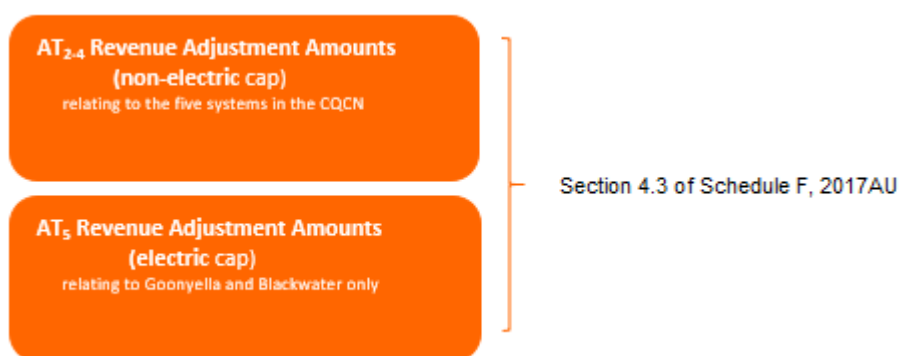 AT2-4 Revenue Adjustment Amounts
(non-electric cap)
relating to the five systems in the CQCN
AT5 Revenue Adjustment Amounts
(electric cap)
relating to Goonyella and Blackwater only
Section 4.3 of Schedule F, 2017AU